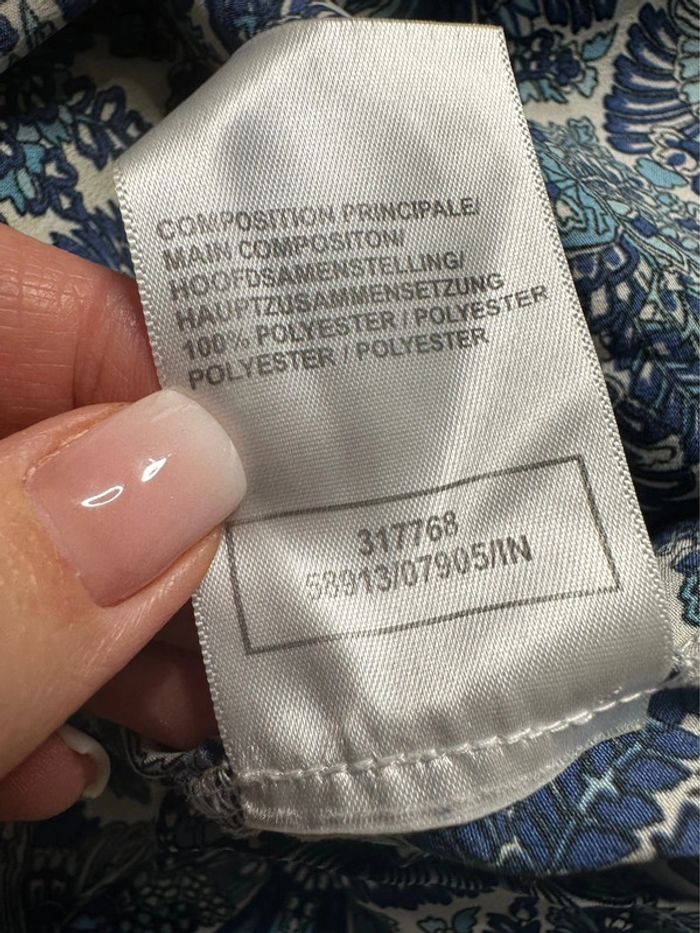 COMPOSITION PRINCIPALE/
MAIN COMPOSITON/
HOOFDSAMENSTELLING/
HAUPTZUSAMMENSETZUNG
100% POLYESTER / POLYESTER
POLYESTER / POLYESTER
317768
58913/07905/IN